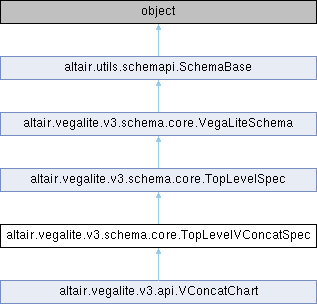 object
altair.utils.schemapi.SchemaBase
altair.vegalite.v3.schema.core.VegaLiteSchema
altair.vegalite.v3.schema.core.TopLevelSpec
altair.vegalite.v3.schema.core.TopLevelVConcatSpec
altair.vegalite.v3.api.VConcatChart